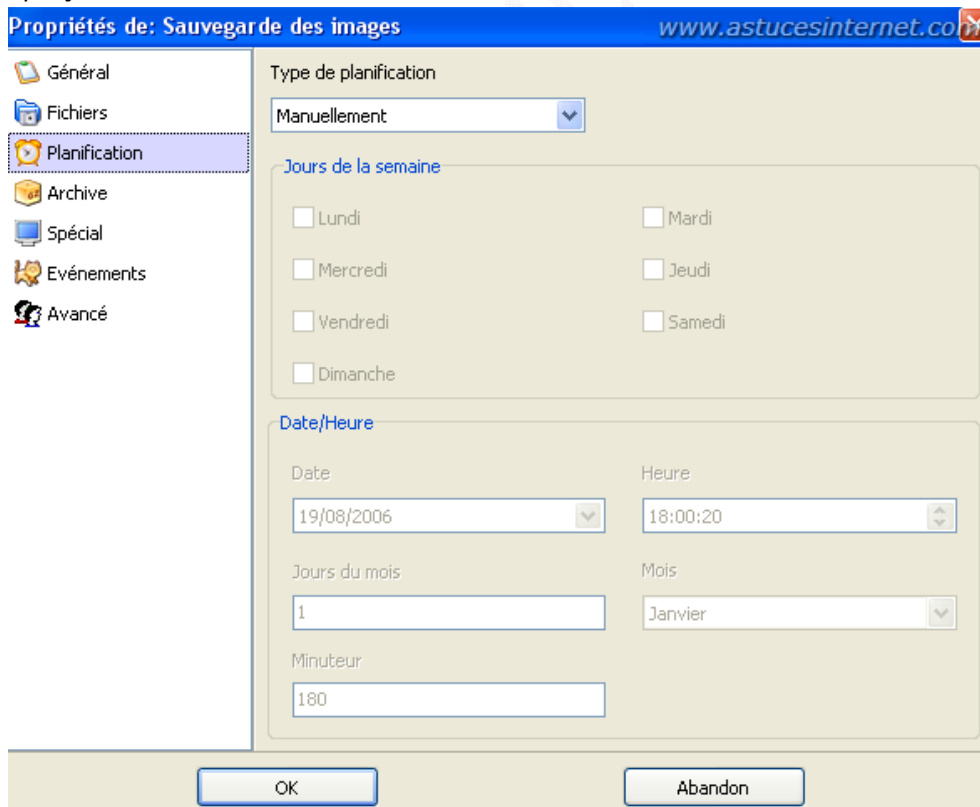 Propriétés de: Sauvegarde des images
www.astucesinternet.com
Général
Fichiers
Planification
Archive
Spécial
Evénements
Avancé
Type de planification
Manuellement
Jours de la semaine
Lundi
Mardi
Mercredi
Jeudi
Vendredi
Samedi
Dimanche
Date/Heure
Date
Heure
19/08/2006
18:00:20
Jours du mois
Mois
1
Janvier
Minuteur
180
OK
Abandon